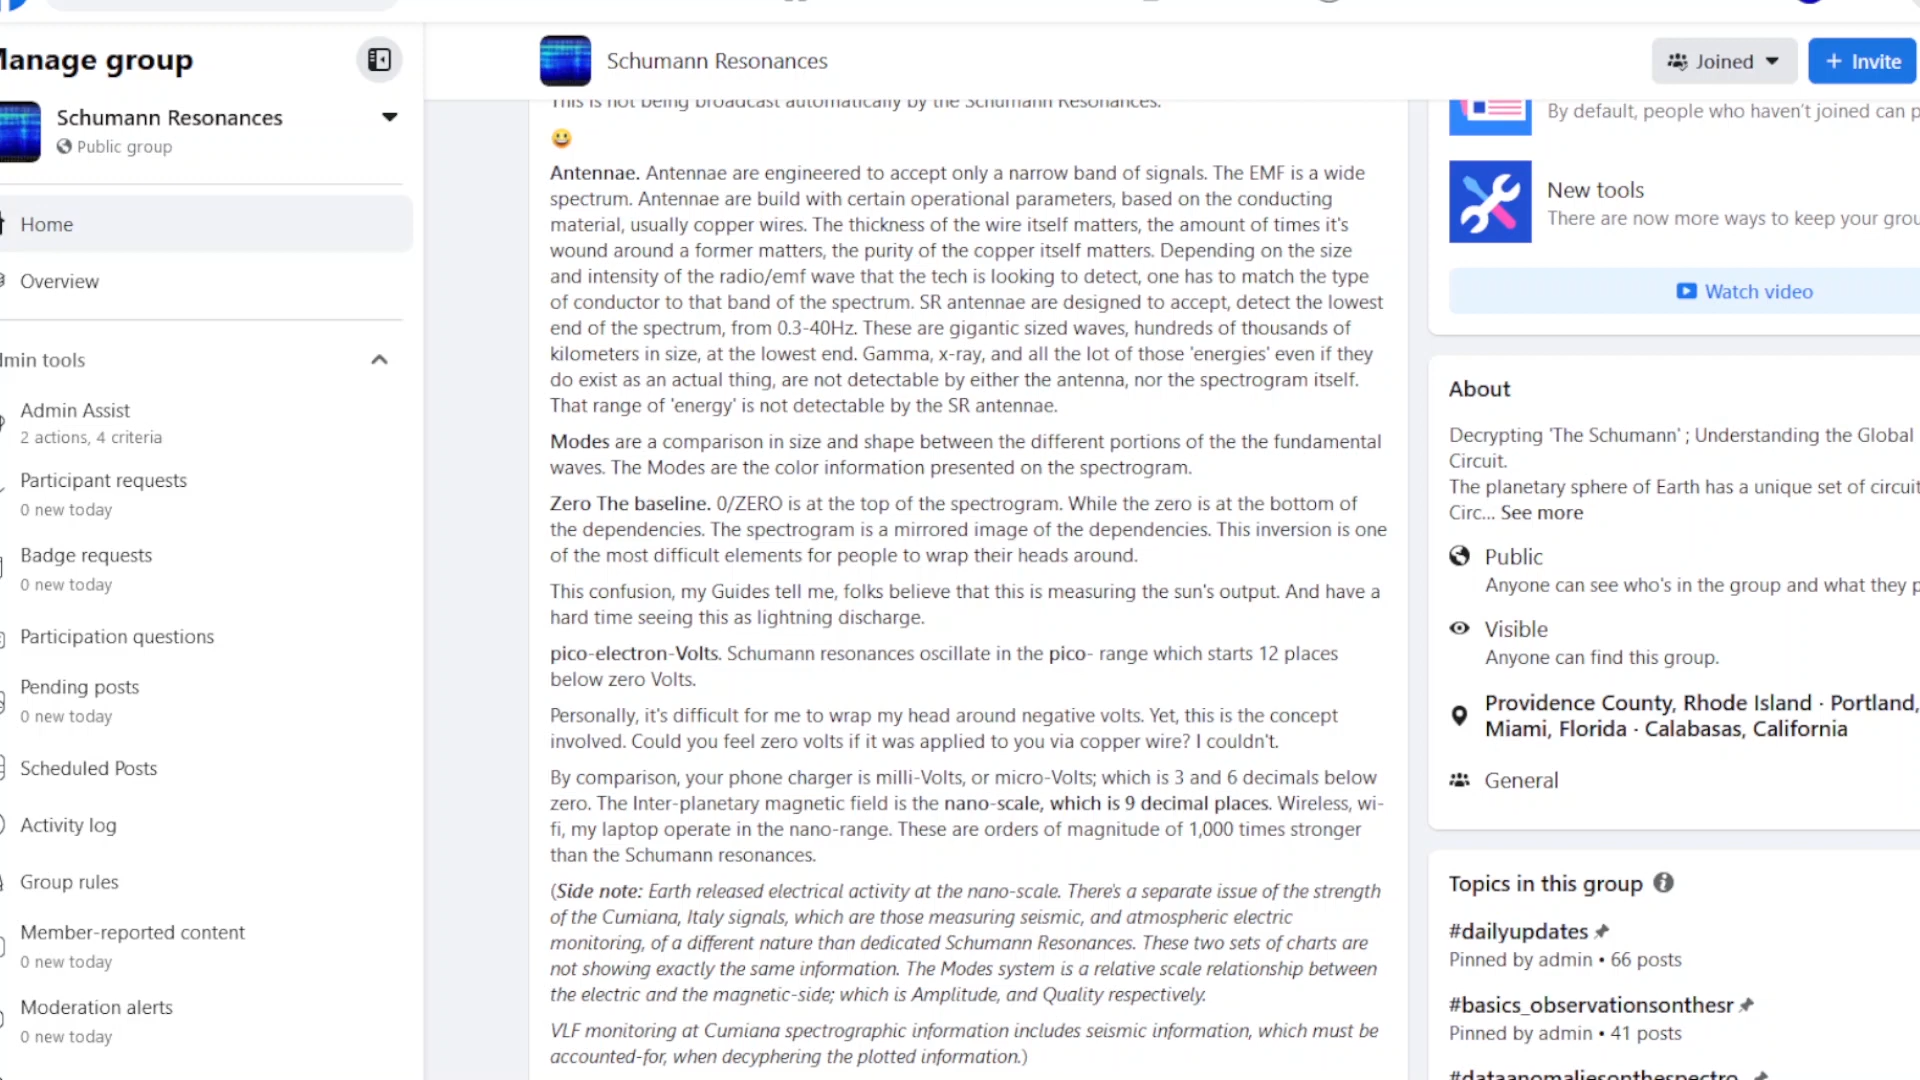 Manage group
Schumann Resonances
Public group
Home
Overview
Admin tools
Admin Assist
2 actions, 4 criteria
Participant requests
0 new today
Badge requests
0 new today
Participation questions
Pending posts
0 new today
Scheduled Posts
Activity log
Group rules
Member-reported content
0 new today
Moderation alerts
0 new today
Schumann Resonances
Joined
+ Invite
This is not being broadcast automatically by the Schumann Resonances.
Antennae. Antennae are engineered to accept only a narrow band of signals. The EMF is a wide
spectrum. Antennae are build with certain operational parameters, based on the conducting
material, usually copper wires. The thickness of the wire itself matters, the amount of times it's
wound around a former matters, the purity of the copper itself matters. Depending on the size
and intensity of the radio/emf wave that the tech is looking to detect, one has to match the type
of conductor to that band of the spectrum. SR antennae are designed to accept, detect the lowest
end of the spectrum, from 0.3-40Hz. These are gigantic sized waves, hundreds of thousands of
kilometers in size, at the lowest end. Gamma, x-ray, and all the lot of those 'energies' even if they
do exist as an actual thing, are not detectable by either the antenna, nor the spectrogram itself.
That range of 'energy' is not detectable by the SR antennae.
Modes are a comparison in size and shape between the different portions of the the fundamental
waves. The Modes are the color information presented on the spectrogram.
Zero The baseline. 0/ZERO is at the top of the spectrogram. While the zero is at the bottom of
the dependencies. The spectrogram is a mirrored image of the dependencies. This inversion is one
of the most difficult elements for people to wrap their heads around.
This confusion, my Guides tell me, folks believe that this is measuring the sun's output. And have a
hard time seeing this as lightning discharge.
pico-electron-Volts. Schumann resonances oscillate in the pico- range which starts 12 places
below zero Volts.
Personally, it's difficult for me to wrap my head around negative volts. Yet, this is the concept
involved. Could you feel zero volts if it was applied to you via copper wire? I couldn't.
By comparison, your phone charger is milli-Volts, or micro-Volts; which is 3 and 6 decimals below
zero. The Inter-planetary magnetic field is the nano-scale, which is 9 decimal places. Wireless, wi-
fi, my laptop operate in the nano-range. These are orders of magnitude of 1,000 times stronger
than the Schumann resonances.
(Side note: Earth released electrical activity at the nano-scale. There's a separate issue of the strength
of the Cumiana, Italy signals, which are those measuring seismic, and atmospheric electric
monitoring, of a different nature than dedicated Schumann Resonances. These two sets of charts are
not showing exactly the same information. The Modes system is a relative scale relationship between
the electric and the magnetic-side; which is Amplitude, and Quality respectively.
VLF monitoring at Cumiana spectrographic information includes seismic information, which must be
accounted-for, when decyphering the plotted information.)
By default, people who haven't joined can p
New tools
There are now more ways to keep your grou
Watch video
About
Decrypting 'The Schumann' ; Understanding the Global
Circuit.
The planetary sphere of Earth has a unique set of circuit
Circ... See more
Public
Anyone can see who's in the group and what they p
Visible
Anyone can find this group.
Providence County, Rhode Island · Portland,
Miami, Florida · Calabasas, California
General
Topics in this group
#dailyupdates
Pinned by admin • 66 posts
#basics_observationsonthesr
Pinned by admin • 41 posts
#dataanomaliesonthespectro